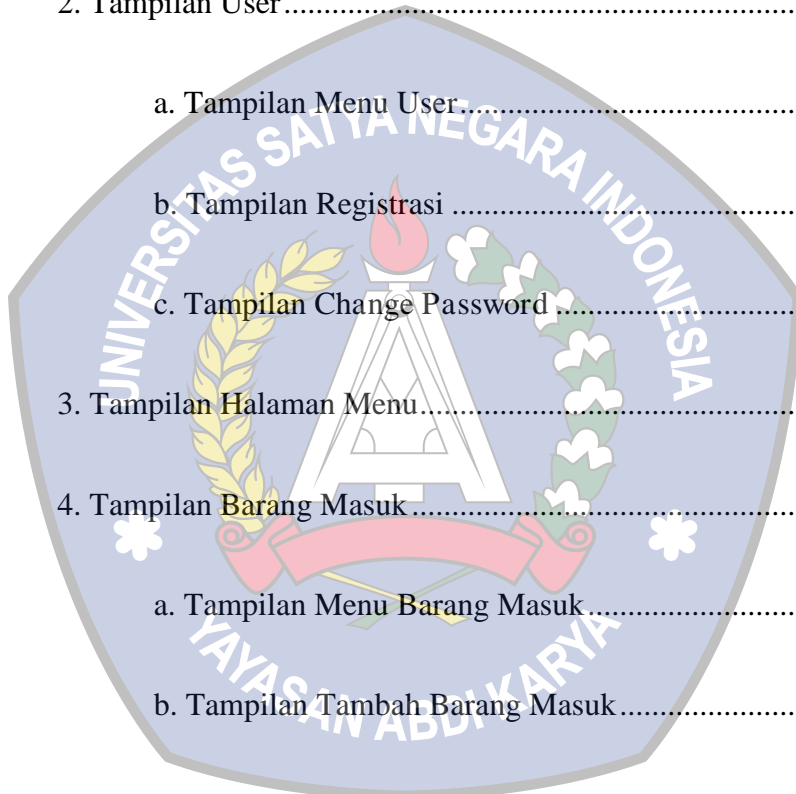 2. Tampilan User........................................................................
a. Tampilan Menu User..........................................
b. Tampilan Registrasi ...........................................
c. Tampilan Change Password ..............................
3. Tampilan Halaman Menu...............................................
4. Tampilan Barang Masuk ................................................
a. Tampilan Menu Barang Masuk..........................
b. Tampilan Tambah Barang Masuk......................
UNIVERSITAS SATYA NEGARA INDONESIA
YAYASAN ABDI KARYA